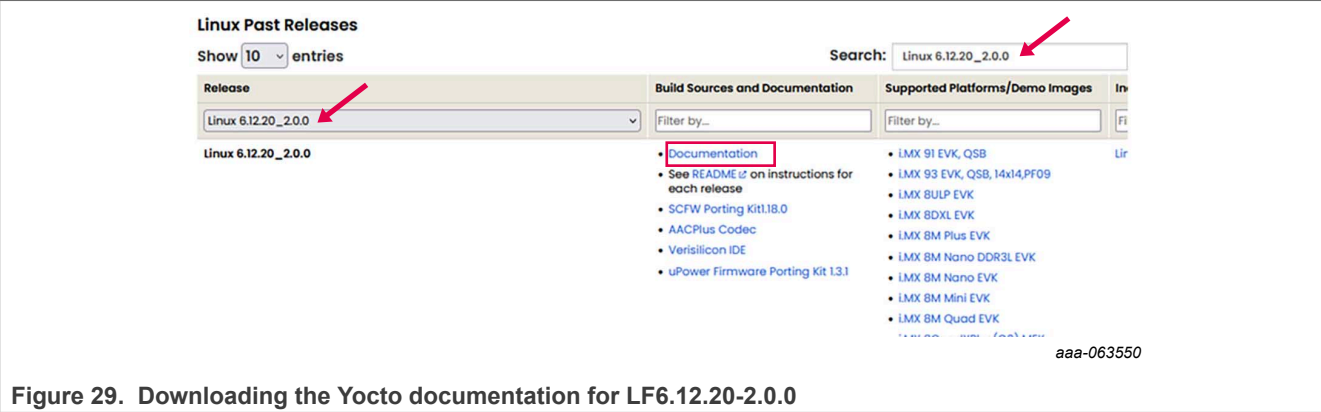 Linux Past Releases
Show 10 entries
Search: Linux 6.12.20_2.0.0
Release
Build Sources and Documentation
Supported Platforms/Demo Images
Linux 6.12.20_2.0.0
Filter by...
Filter by...
Linux 6.12.20_2.0.0
• Documentation
• See README on instructions for
each release
• SCFW Porting Kit1.18.0
• AACPlus Codec
• Verisilicon IDE
• uPower Firmware Porting Kit 1.3.1
• i.MX 91 EVK, QSB
• i.MX 93 EVK, QSB, 14x14,PF09
• i.MX 8ULP EVK
• i.MX 8DXL EVK
• i.MX 8M Plus EVK
• i.MX 8M Nano DDR3L EVK
• i.MX 8M Nano EVK
• i.MX 8M Mini EVK
• i.MX 8M Quad EVK
aaa-063550
Figure 29. Downloading the Yocto documentation for LF6.12.20-2.0.0